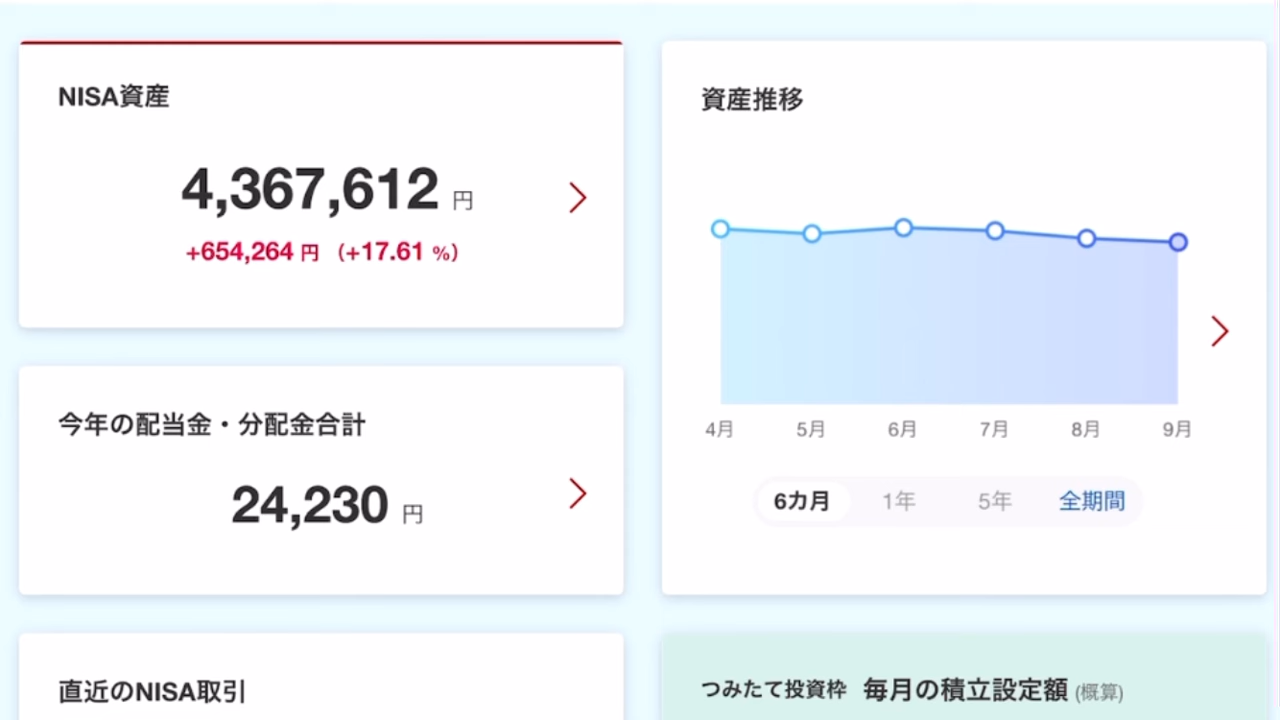 NISA資産
4,367,612 円
+654,264 円 (+17.61 %)
今年の配当金・分配金合計
24,230 円
直近のNISA取引
資産推移
4月 5月 6月 7月 8月 9月
6カ月 1年 5年 全期間
つみたて投資枠 毎月の積立設定額 (概算)